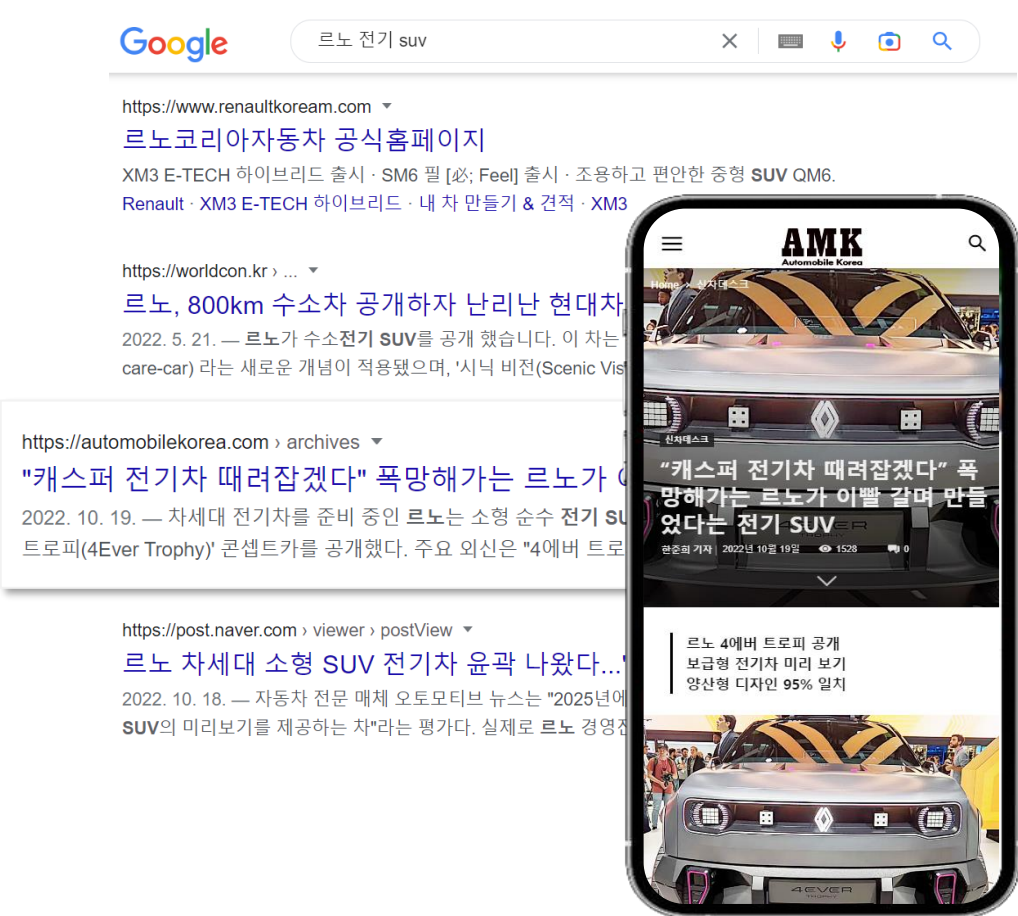 Google
르노 전기 suv
https://www.renaultkoream.com
르노코리아자동차 공식홈페이지
XM3 E-TECH 하이브리드 출시 · SM6 필 [必; Feel] 출시 · 조용하고 편안한 중형 SUV QM6.
Renault · XM3 E-TECH 하이브리드 · 내 차 만들기 & 견적 · XM3
https://worldcon.kr › ...
르노, 800km 수소차 공개하자 난리난 현대차
2022. 5. 21. — 르노가 수소전기 SUV를 공개 했습니다. 이 차는
care-car) 라는 새로운 개념이 적용됐으며, '시닉 비전(Scenic Vis
https://automobilekorea.com › archives
"캐스퍼 전기차 때려잡겠다" 폭망해가는 르노가
2022. 10. 19. — 차세대 전기차를 준비 중인 르노는 소형 순수 전기 SU
트로피(4Ever Trophy)' 콘셉트카를 공개했다. 주요 외신은 "4에버 트로
https://post.naver.com › viewer › postView
르노 차세대 소형 SUV 전기차 윤곽 나왔다..."
2022. 10. 18. — 자동차 전문 매체 오토모티브 뉴스는 "2025년에
SUV의 미리보기를 제공하는 차"라는 평가다. 실제로 르노 경영진
AMK
Automobile Korea
Home › 신차데스크
신차데스크
“캐스퍼 전기차 때려잡겠다” 폭
망해가는 르노가 이빨 갈며 만들
었다는 전기 SUV
한준희 기자 | 2022년 10월 19일 1528 0
르노 4에버 트로피 공개
보급형 전기차 미리 보기
양산형 디자인 95% 일치
4EVER
TROPHY